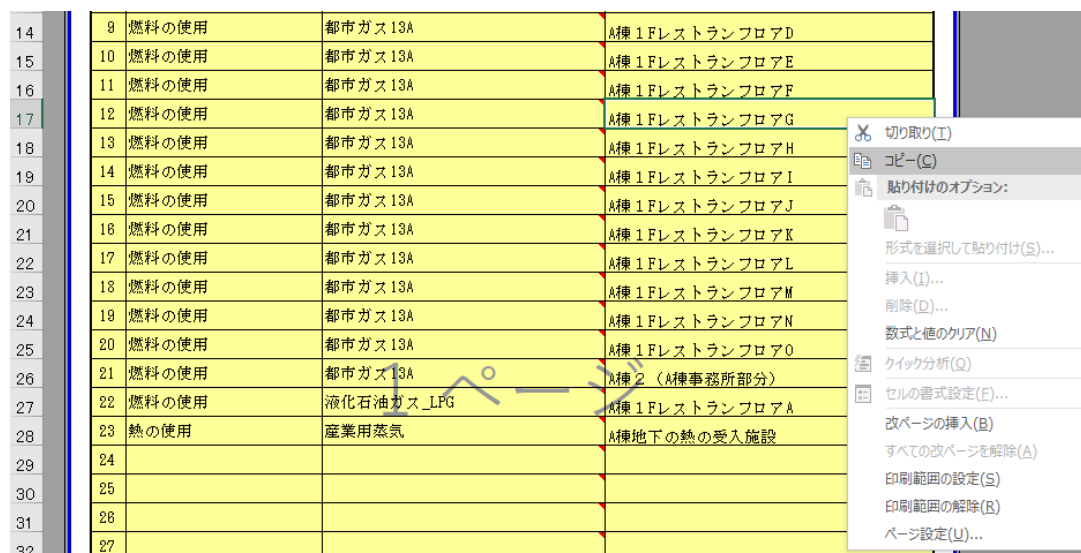 14 9 燃料の使用 都市ガス13A A棟1FレストランフロアD
15 10 燃料の使用 都市ガス13A A棟1FレストランフロアE
16 11 燃料の使用 都市ガス13A A棟1FレストランフロアF
17 12 燃料の使用 都市ガス13A A棟1FレストランフロアG
18 13 燃料の使用 都市ガス13A A棟1FレストランフロアH
19 14 燃料の使用 都市ガス13A A棟1FレストランフロアI
20 15 燃料の使用 都市ガス13A A棟1FレストランフロアJ
21 16 燃料の使用 都市ガス13A A棟1FレストランフロアK
22 17 燃料の使用 都市ガス13A A棟1FレストランフロアL
23 18 燃料の使用 都市ガス13A A棟1FレストランフロアM
24 19 燃料の使用 都市ガス13A A棟1FレストランフロアN
25 20 燃料の使用 都市ガス13A A棟1FレストランフロアO
26 21 燃料の使用 都市ガス13A A棟2（A棟事務所部分）
27 22 燃料の使用 液化石油ガス_LPG A棟1FレストランフロアA
28 23 熱の使用 産業用蒸気 A棟地下の熱の受入施設
29 24
30 25
31 26
32 27
1 ページ
切り取り(T)
コピー(C)
貼り付けのオプション:
形式を選択して貼り付け(S)...
挿入(I)...
削除(D)...
数式と値のクリア(N)
クイック分析(Q)
セルの書式設定(F)...
改ページの挿入(B)
すべての改ページを解除(A)
印刷範囲の設定(S)
印刷範囲の解除(R)
ページ設定(U)...